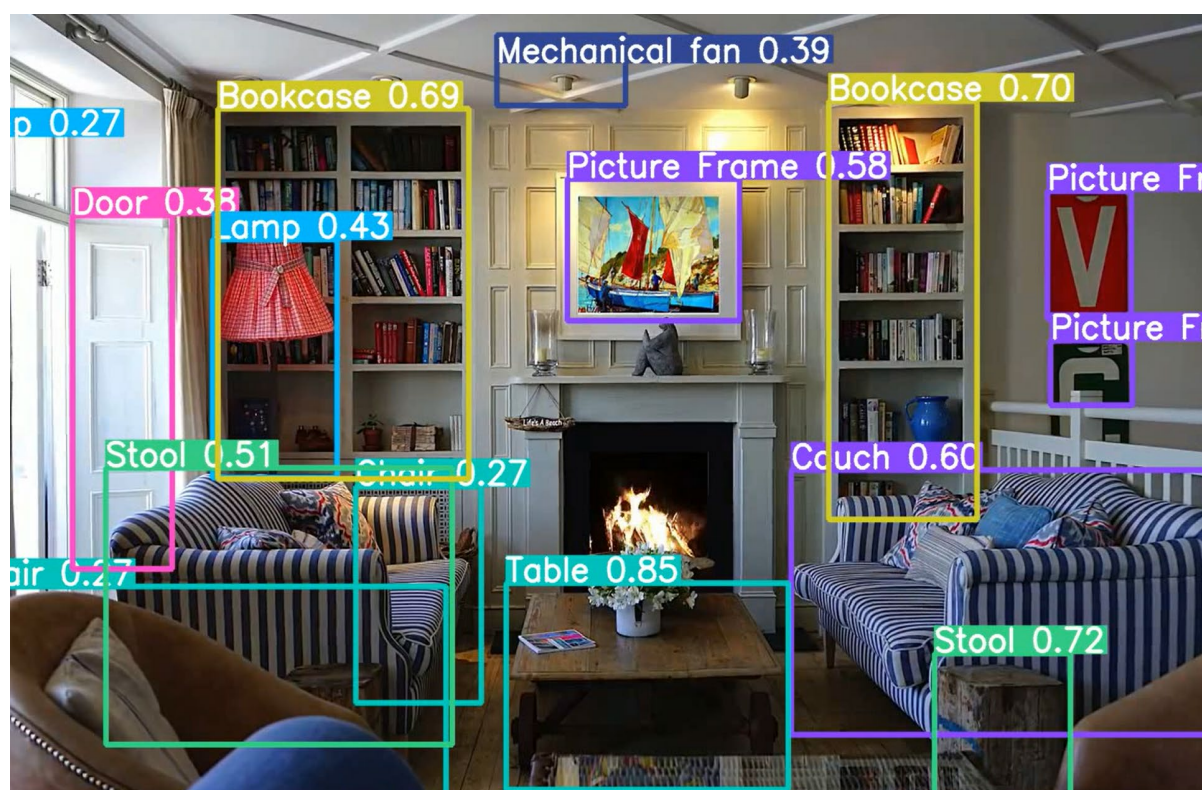 Mechanical fan 0.39
Bookcase 0.69
Bookcase 0.70
p 0.27
Picture Frame 0.58
Picture Fr
Door 0.38
Lamp 0.43
V
Picture Fr
Life's A Beach
Stool 0.51
Chair 0.27
Couch 0.60
air 0.27
Table 0.85
Stool 0.72